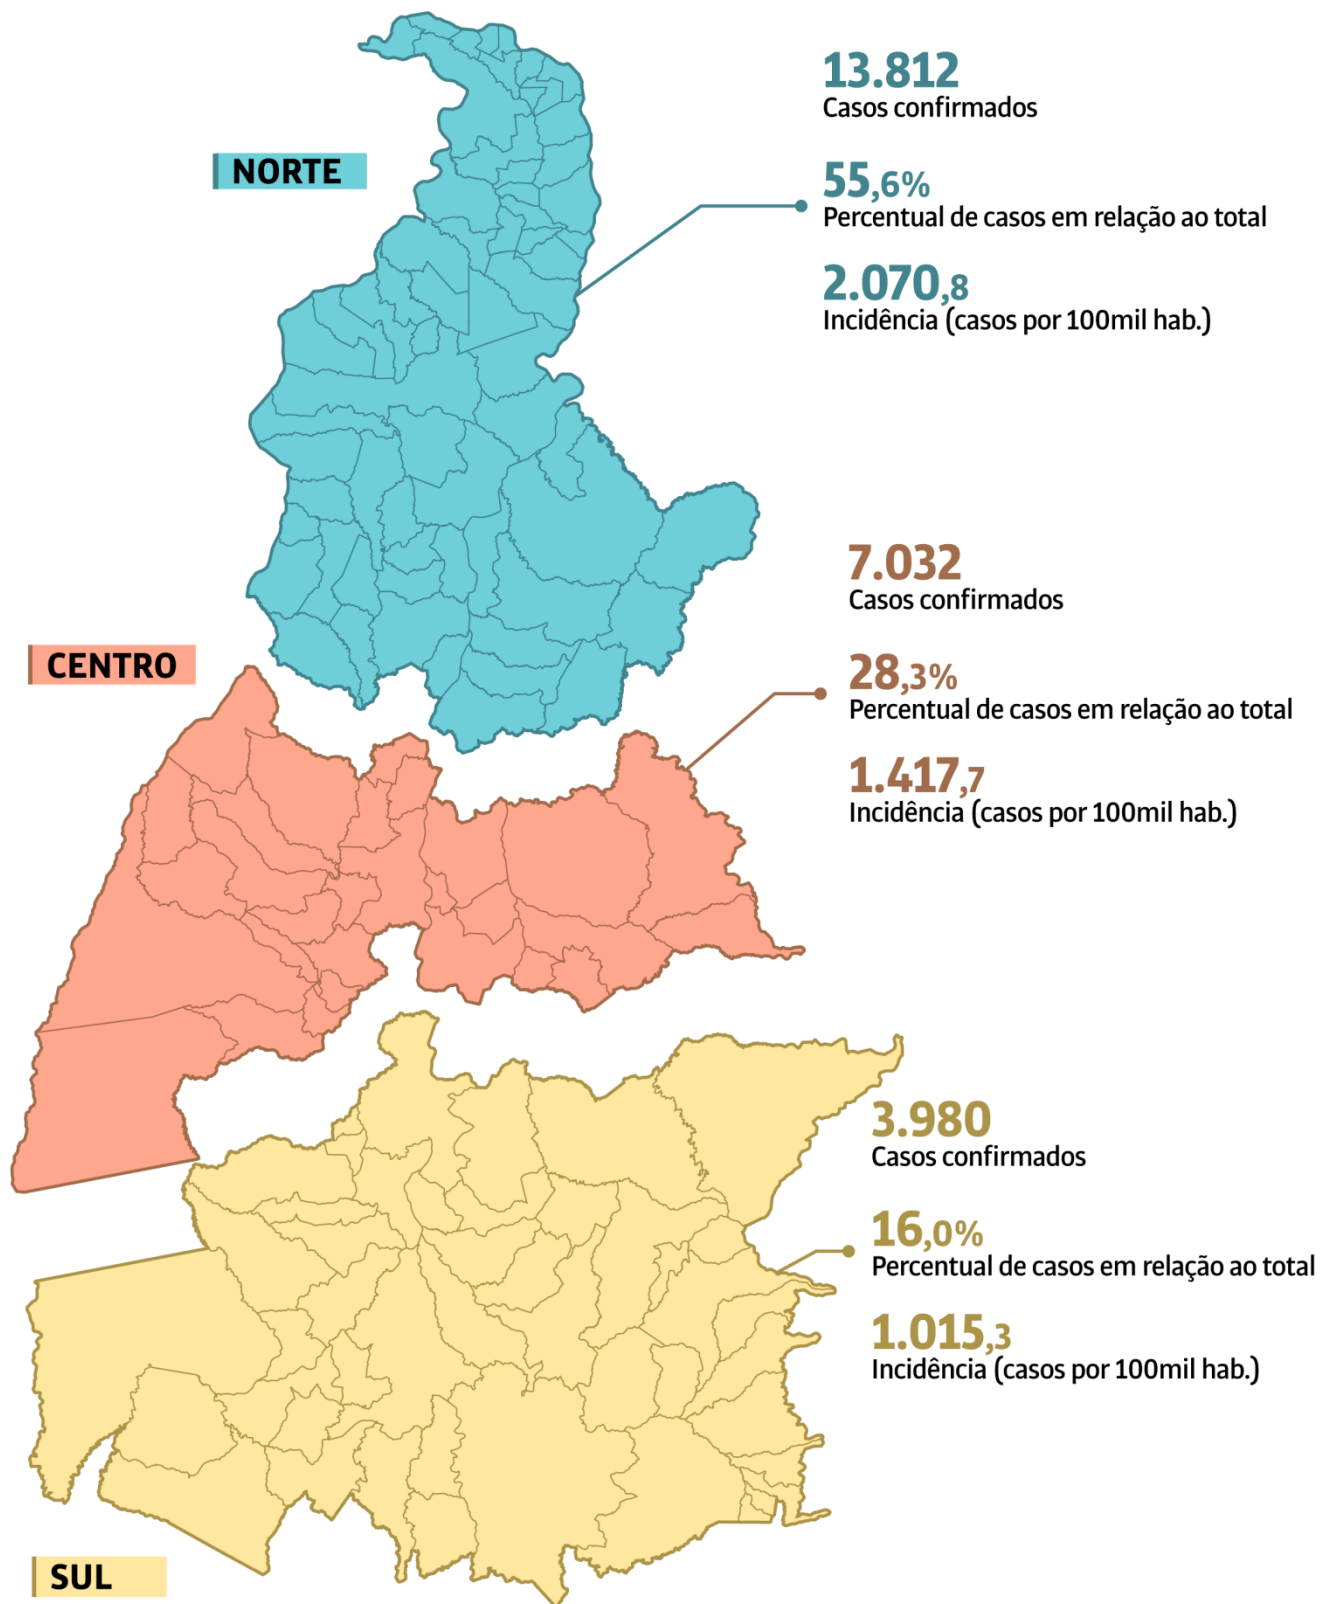 NORTE
13.812
Casos confirmados
55,6%
Percentual de casos em relação ao total
2.070,8
Incidência (casos por 100mil hab.)
CENTRO
7.032
Casos confirmados
28,3%
Percentual de casos em relação ao total
1.417,7
Incidência (casos por 100mil hab.)
3.980
Casos confirmados
16,0%
Percentual de casos em relação ao total
1.015,3
Incidência (casos por 100mil hab.)
SUL